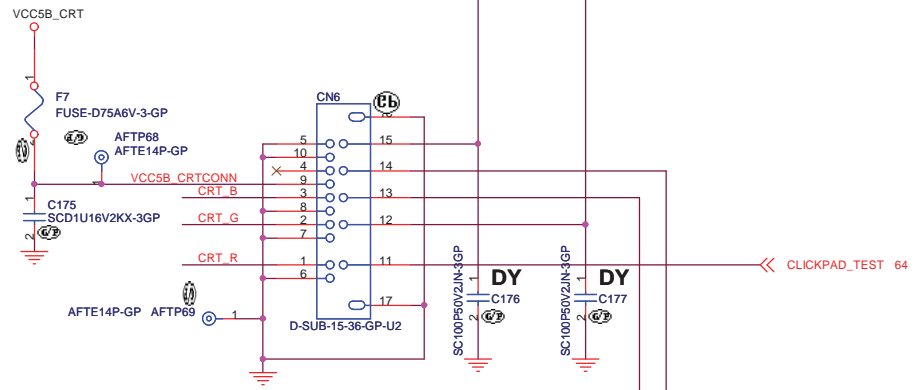 VCC5B_CRT
1
F7
FUSE-D75A6V-3-GP
CN6
AFTP68
AFTE14P-GP
5
15
10
4
14
VCC5B_CRTCONN
9
1
CRT_B
3
13
1
C175
SCD1U16V2KX-3GP
8
CRT_G
2
12
2
7
CRT_R
1
11
CLICKPAD_TEST 64
6
SC100P50V2JN-3GP
1
DY
C176
2
SC100P50V2JN-3GP
1
DY
C177
2
17
AFTE14P-GP AFTP69
1
D-SUB-15-36-GP-U2